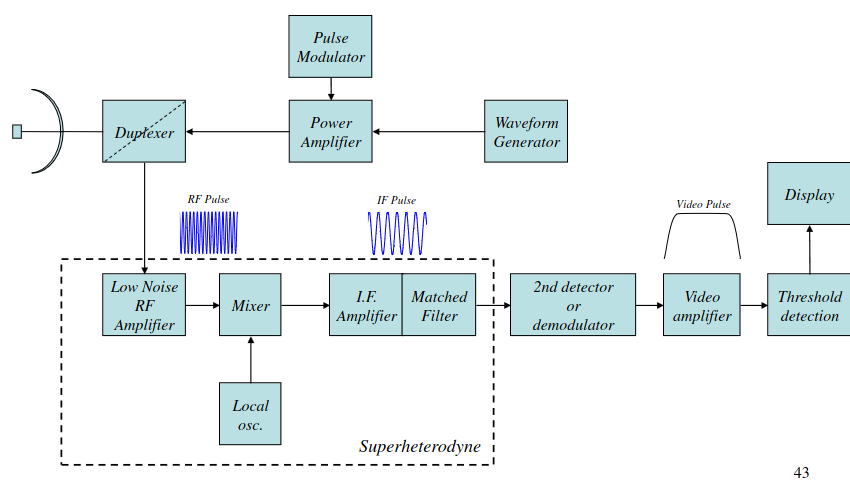 Pulse
Modulator
Duplexer
Power
Amplifier
Waveform
Generator
Display
RF Pulse
IF Pulse
Video Pulse
Low Noise
RF
Amplifier
Mixer
I.F.
Amplifier
Matched
Filter
2nd detector
or
demodulator
Video
amplifier
Threshold
detection
Local
osc.
Superheterodyne
43